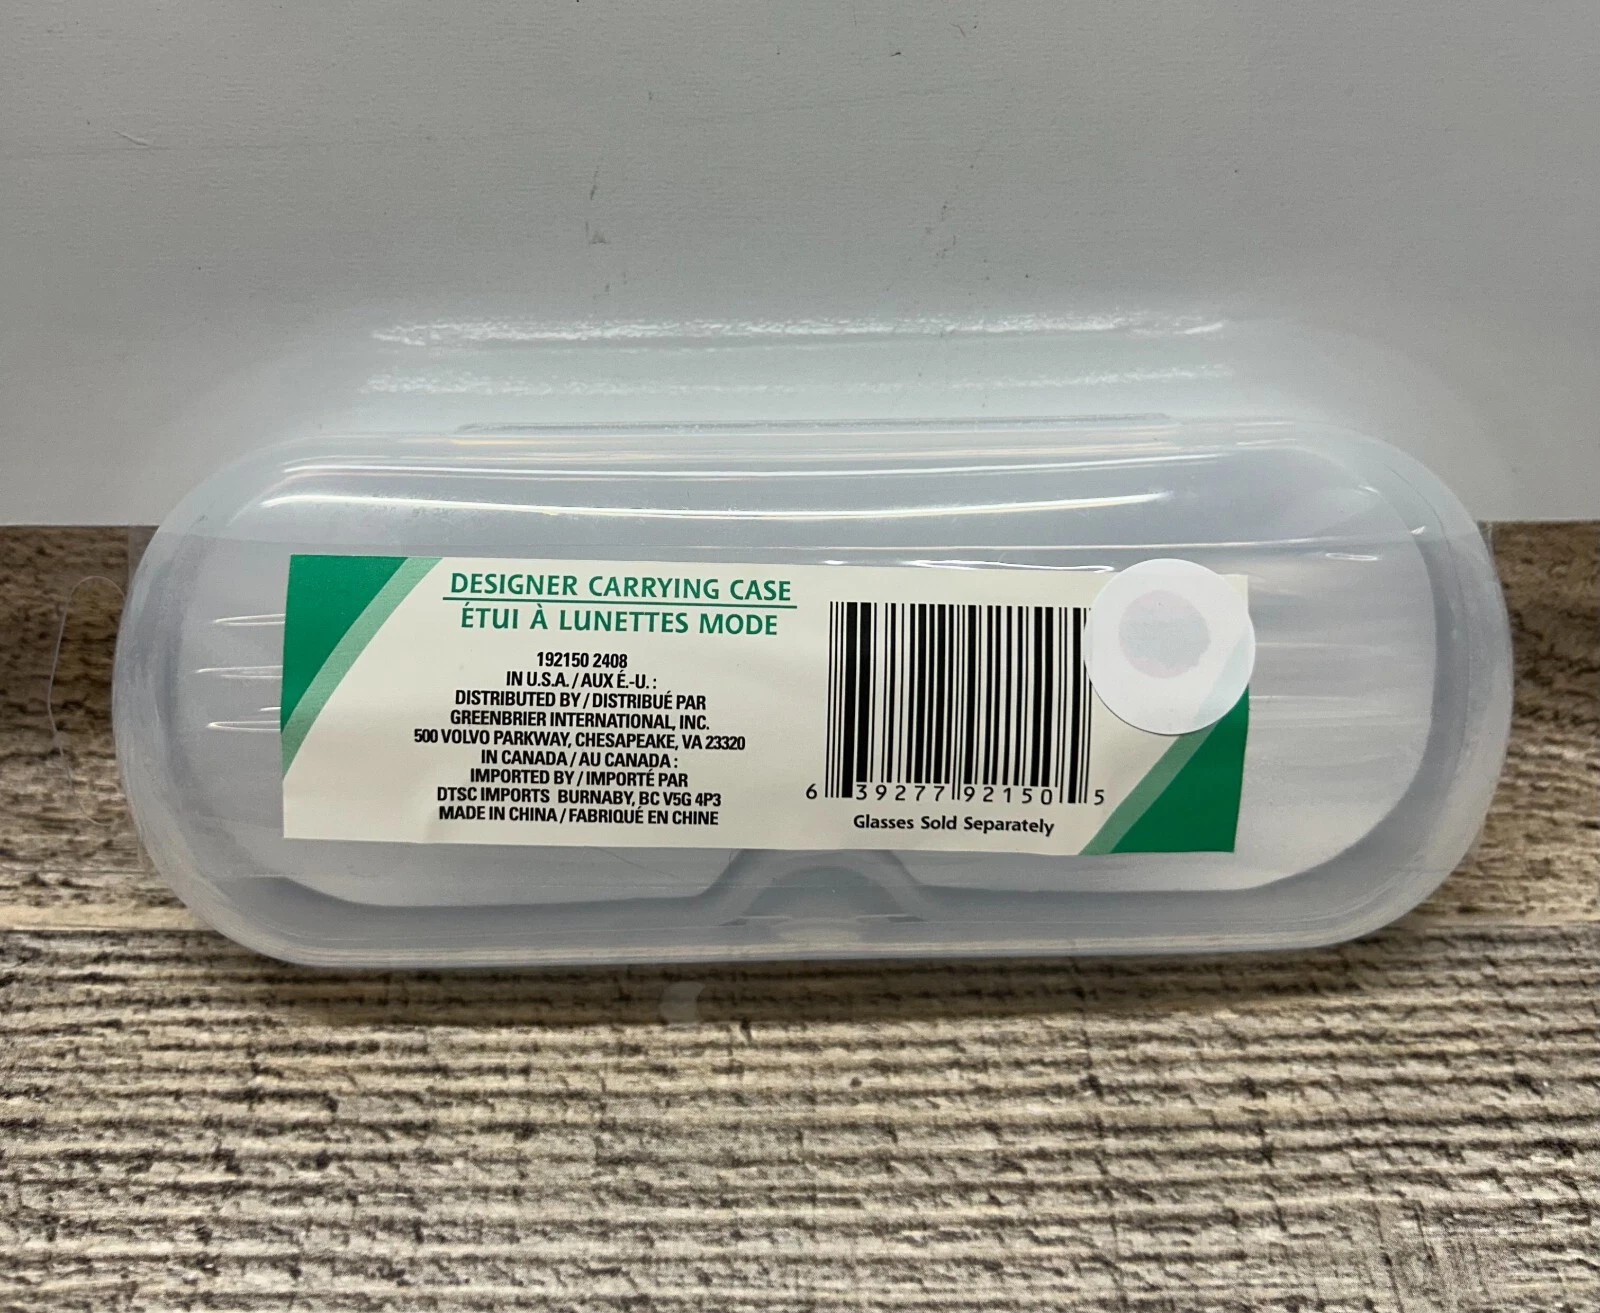 DESIGNER CARRYING CASE
ÉTUI À LUNETTES MODE
192150 2408
IN U.S.A. / AUX É.-U. :
DISTRIBUTED BY / DISTRIBUÉ PAR
GREENBRIER INTERNATIONAL, INC.
500 VOLVO PARKWAY, CHESAPEAKE, VA 23320
IN CANADA / AU CANADA :
IMPORTED BY / IMPORTÉ PAR
DTSC IMPORTS BURNABY, BC V5G 4P3
MADE IN CHINA / FABRIQUÉ EN CHINE
6 39277 92150 5
Glasses Sold Separately